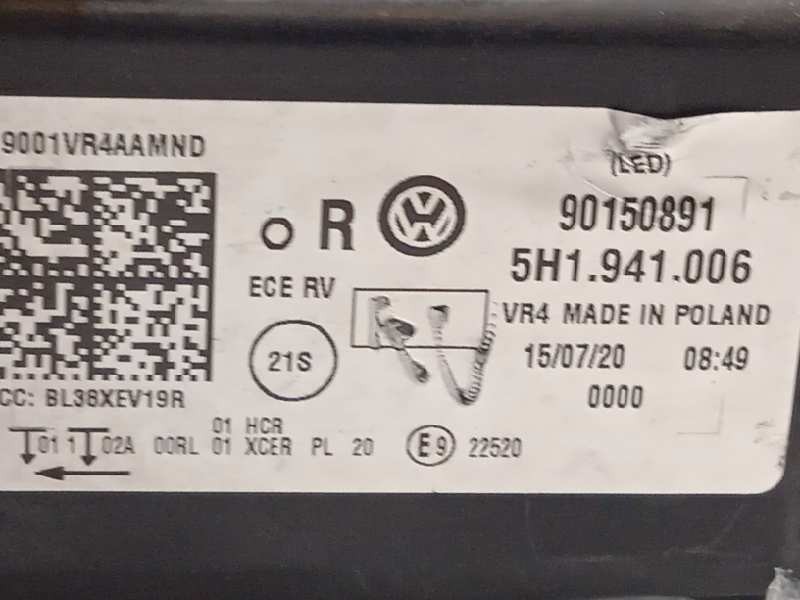 9001VR4AAMND
(LED)
R
90150891
5H1.941.006
ECE RV
VR4 MADE IN POLAND
21S
15/07/20 08:49
0000
CC: BL38XEV19R
01 HCR
01 1 02A 00RL 01 XCER PL 20 E9 22520